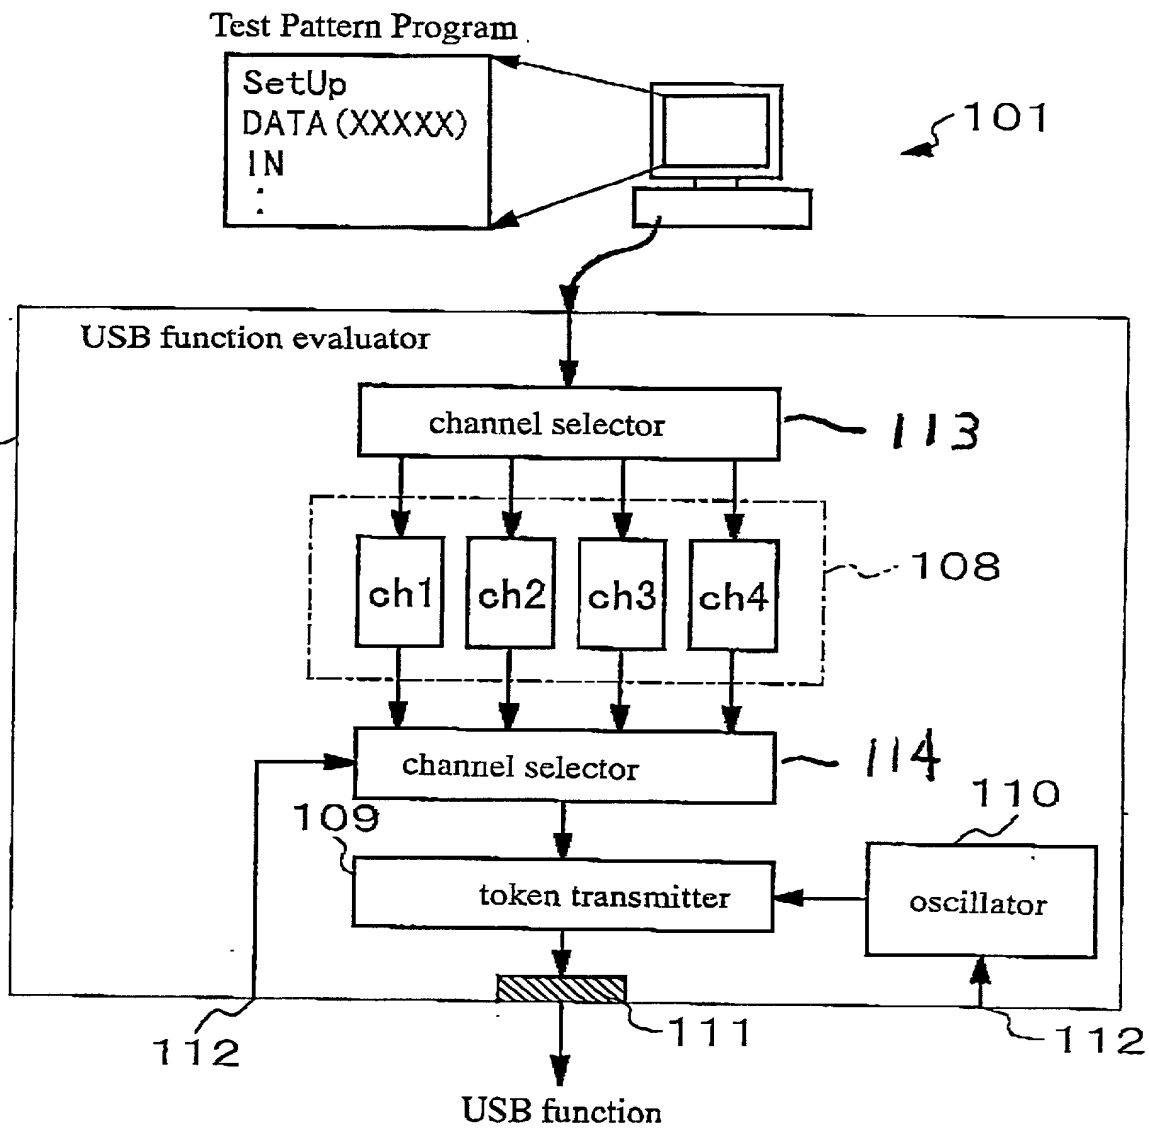 Test Pattern Program
SetUp
DATA(XXXXX)
IN
:
101
USB function evaluator
channel selector
113
108
ch1 ch2 ch3 ch4
channel selector
114
109
110
token transmitter
oscillator
112
111
112
USB function